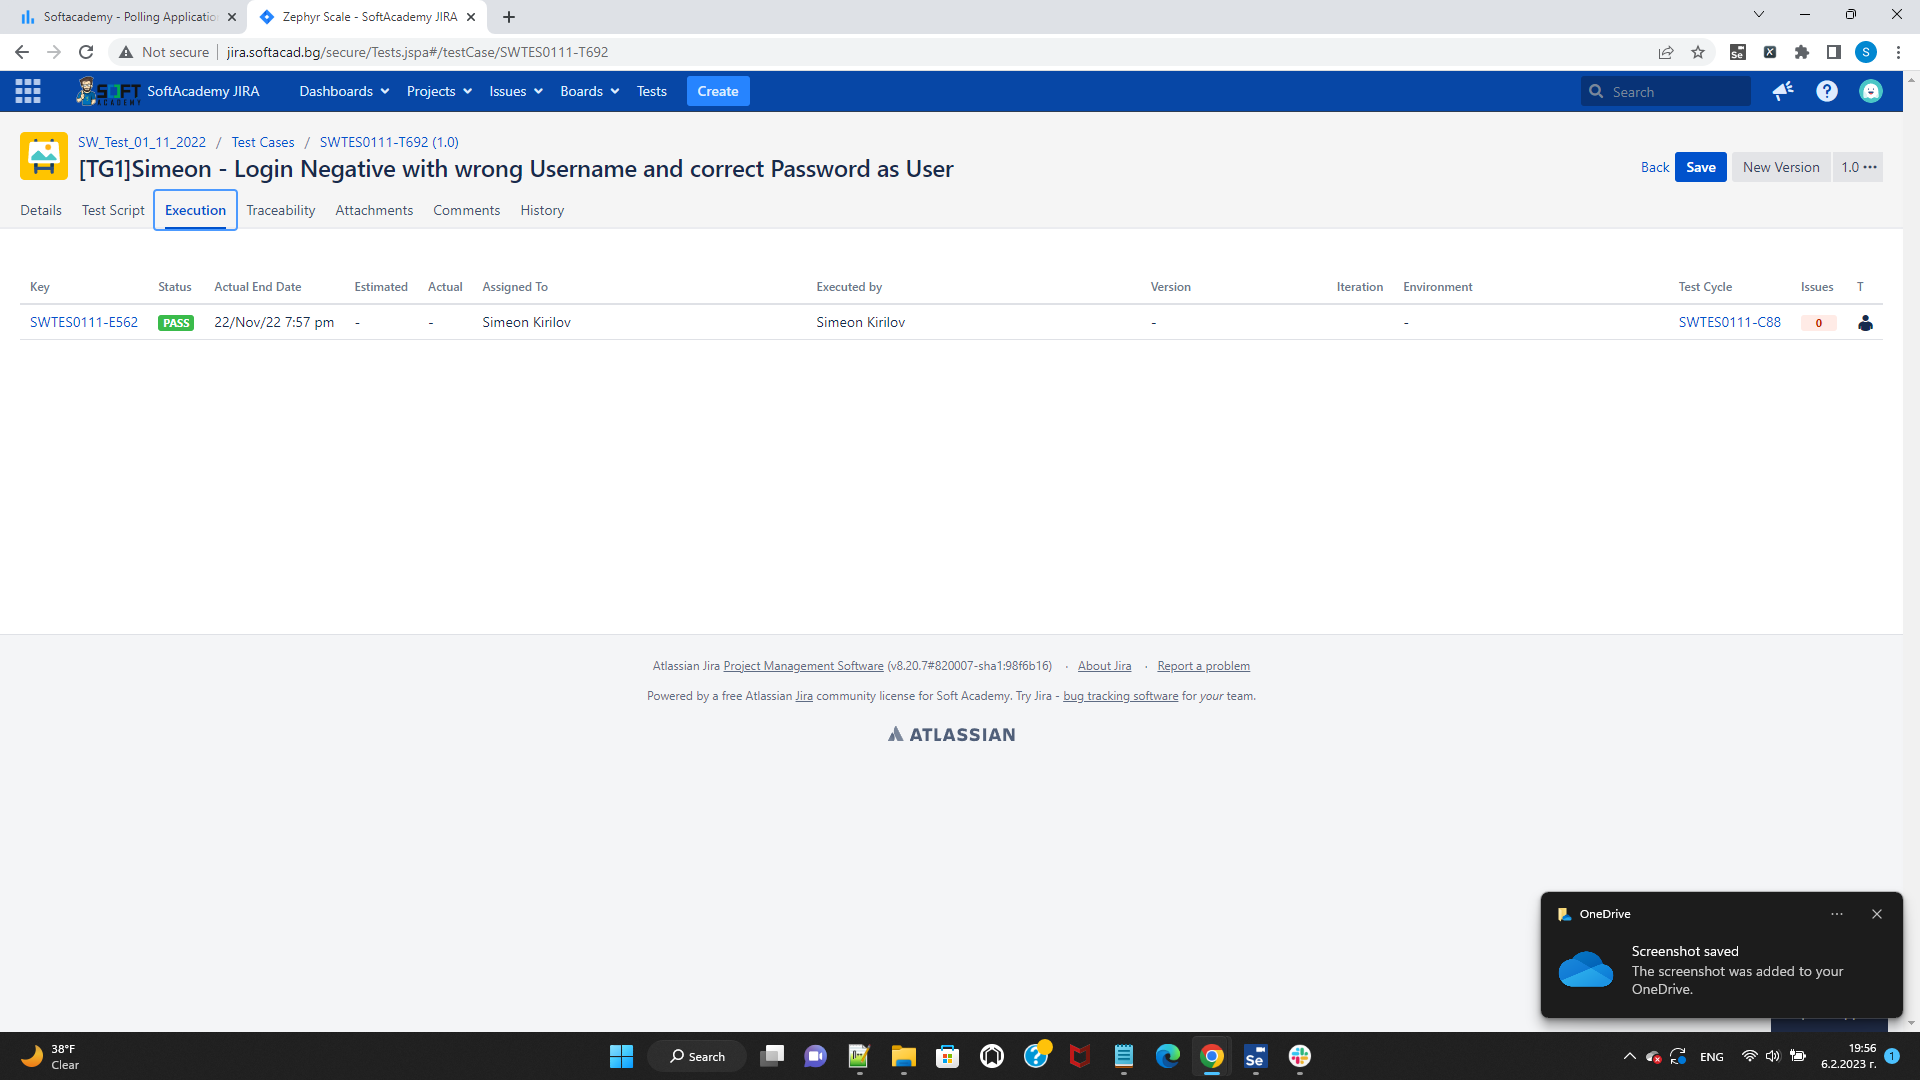 Softacademy - Polling Applicatio
Zephyr Scale - SoftAcademy JIRA
Not secure
jira.softacad.bg/secure/Tests.jspa#/testCase/SWTES0111-T692
SOFT
ACADEMY
SoftAcademy JIRA
Dashboards
Projects
Issues
Boards
Tests
Create
Search
SW_Test_01_11_2022 / Test Cases / SWTES0111-T692 (1.0)
[TG1]Simeon - Login Negative with wrong Username and correct Password as User
Back
Save
New Version
1.0
Details
Test Script
Execution
Traceability
Attachments
Comments
History
Key Status Actual End Date Estimated Actual Assigned To Executed by Version Iteration Environment Test Cycle Issues T
SWTES0111-E562 PASS 22/Nov/22 7:57 pm - - Simeon Kirilov Simeon Kirilov - - SWTES0111-C88 0
Atlassian Jira Project Management Software (v8.20.7#820007-sha1:98f6b16) · About Jira · Report a problem
Powered by a free Atlassian Jira community license for Soft Academy. Try Jira - bug tracking software for your team.
ATLASSIAN
OneDrive
Screenshot saved
The screenshot was added to your
OneDrive.
38°F
Clear
Search
Se
ENG
19:56
6.2.2023 г.
1